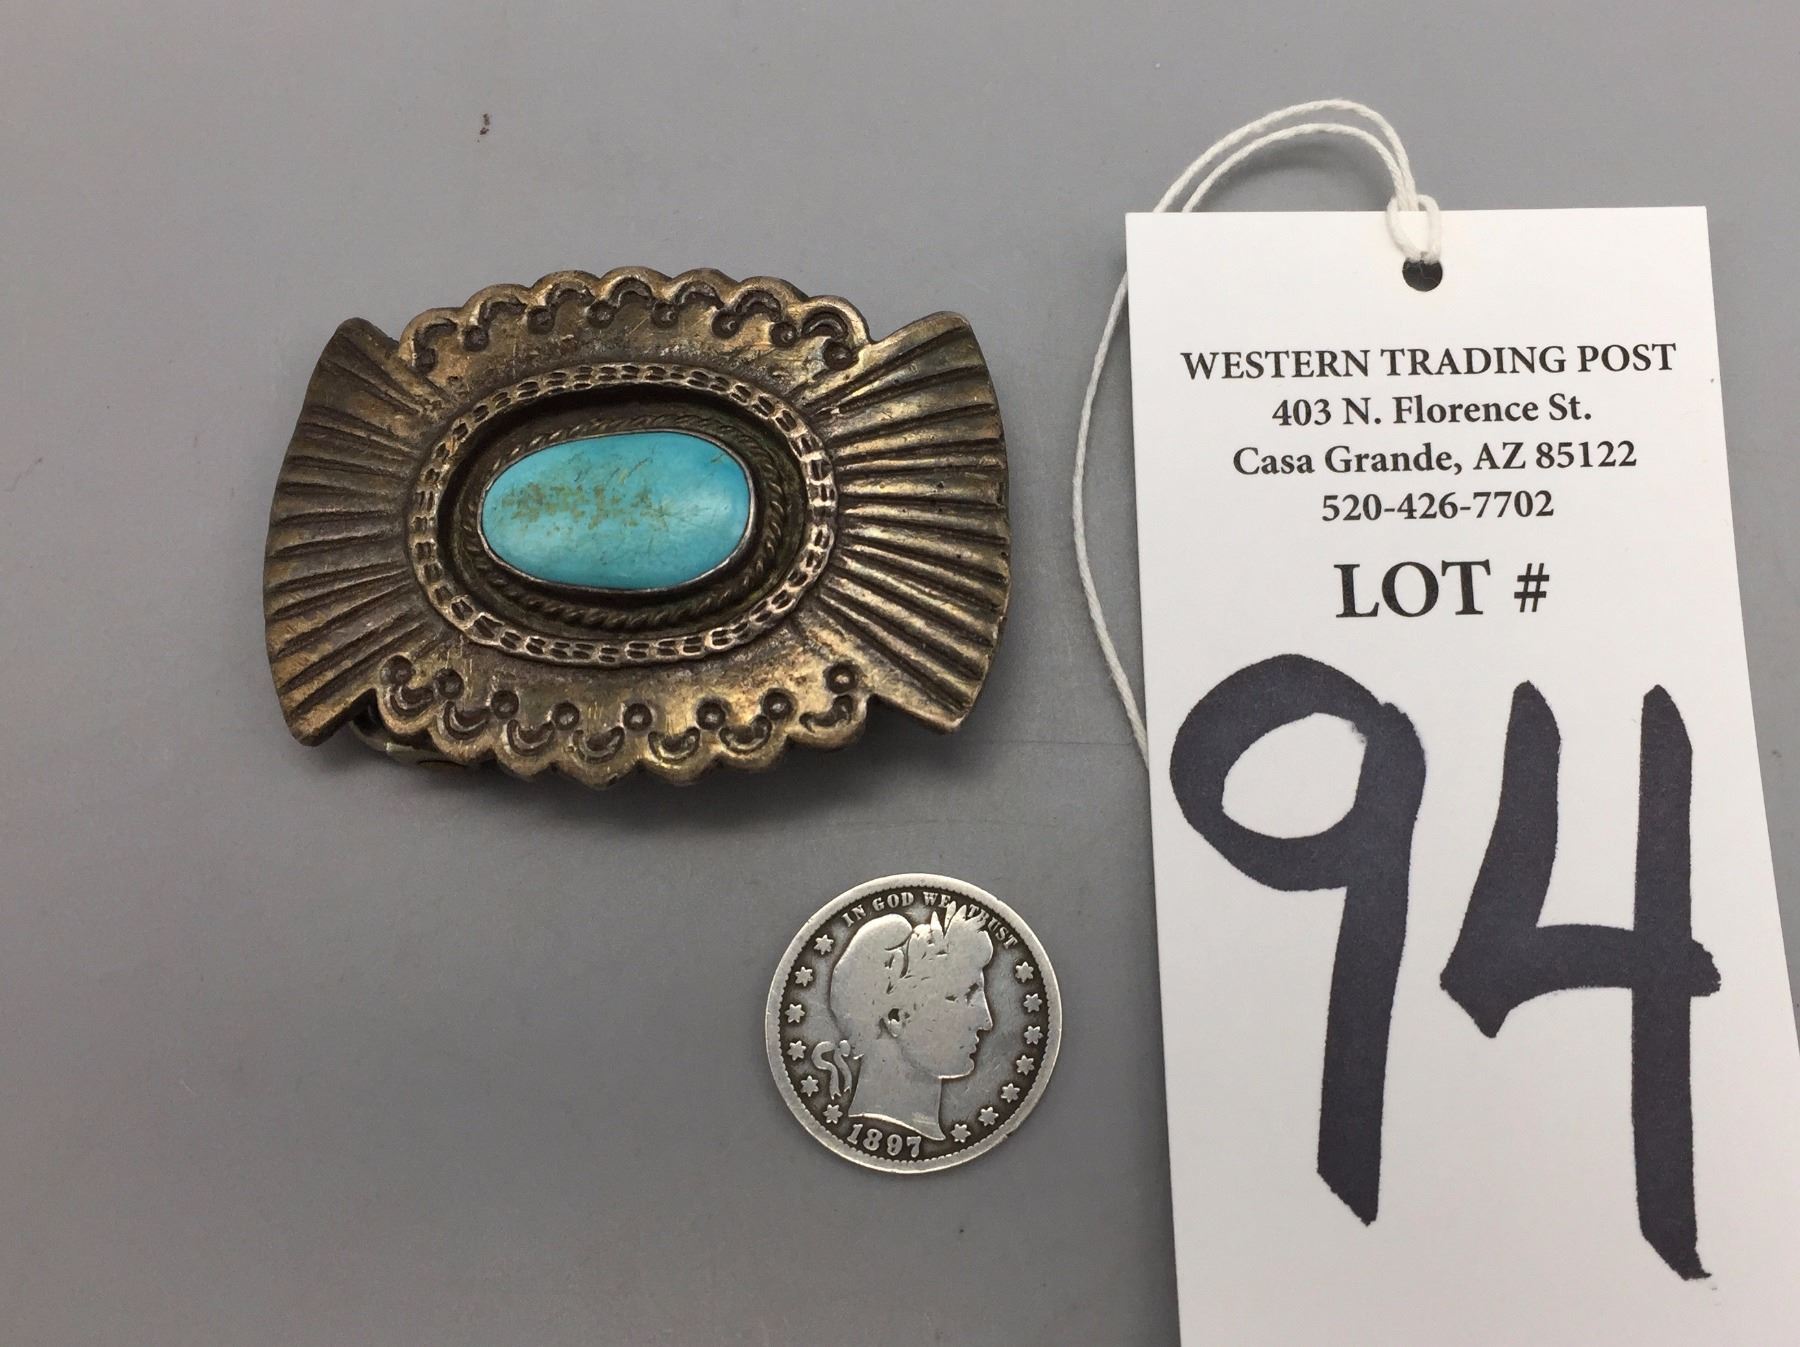 WESTERN TRADING POST
403 N. Florence St.
Casa Grande, AZ 85122
520-426-7702
LOT #
94
IN GOD WE TRUST
1897